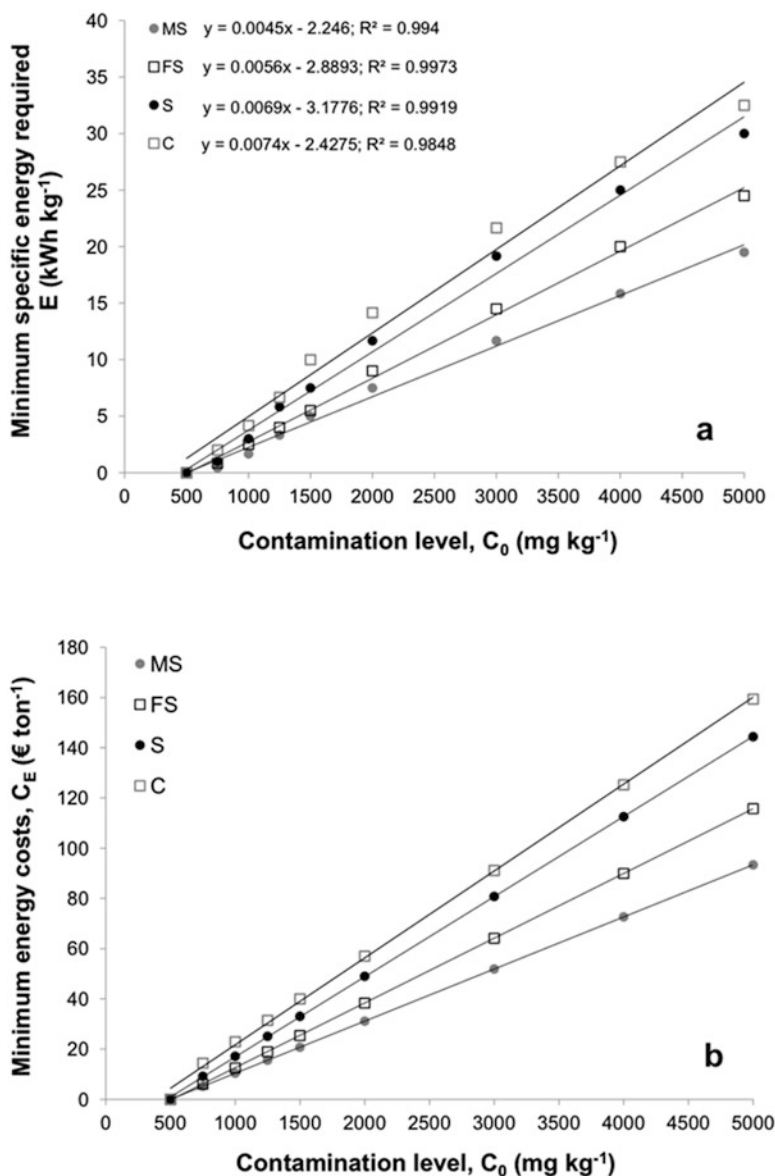 40
35
30
25
20
15
10
5
0
Minimum specific energy required
E (kWh kg⁻¹)
MS y = 0.0045x - 2.246; R² = 0.994
FS y = 0.0056x - 2.8893; R² = 0.9973
S y = 0.0069x - 3.1776; R² = 0.9919
C y = 0.0074x - 2.4275; R² = 0.9848
a
0 500 1000 1500 2000 2500 3000 3500 4000 4500 5000
Contamination level, C₀ (mg kg⁻¹)
180
160
140
120
100
80
60
40
20
0
Minimum energy costs, C_E (€ ton⁻¹)
MS
FS
S
C
b
0 500 1000 1500 2000 2500 3000 3500 4000 4500 5000
Contamination level, C₀ (mg kg⁻¹)